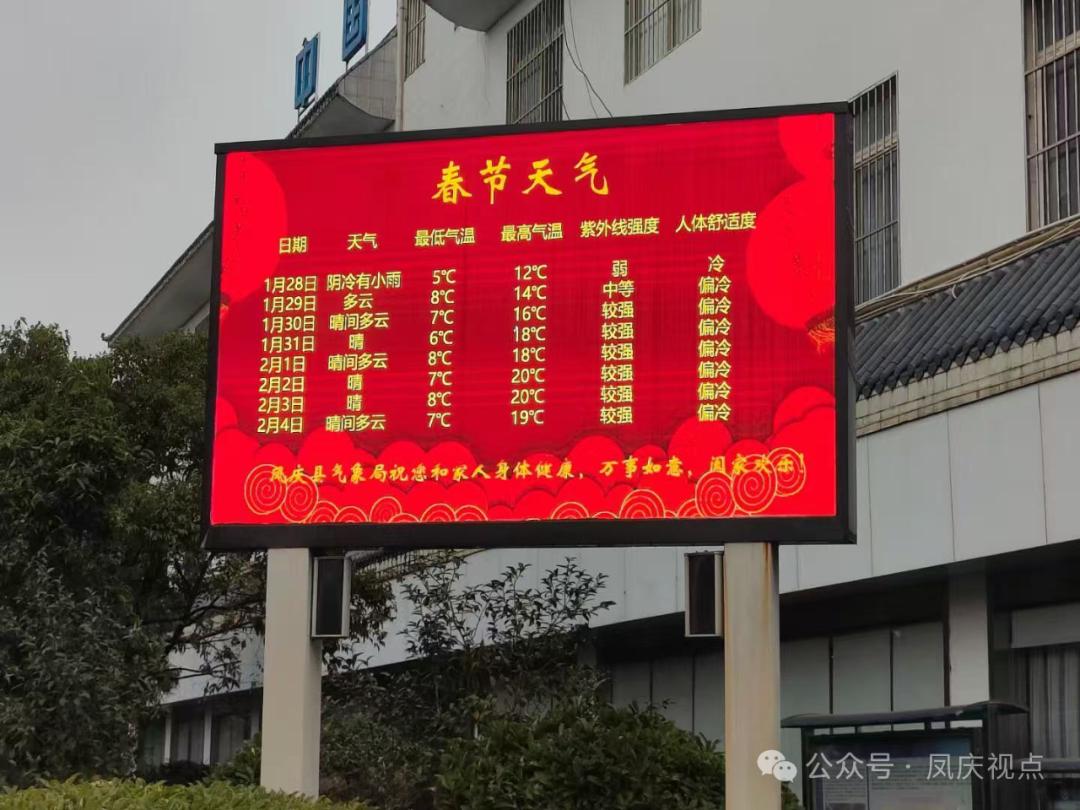 中国
春节天气
日期 天气 最低气温 最高气温 紫外线强度 人体舒适度
1月28日 阴冷有小雨 5℃ 12℃ 弱 冷
1月29日 多云 8℃ 14℃ 中等 偏冷
1月30日 晴间多云 7℃ 16℃ 较强 偏冷
1月31日 晴 6℃ 18℃ 较强 偏冷
2月1日 晴间多云 8℃ 18℃ 较强 偏冷
2月2日 晴 7℃ 20℃ 较强 偏冷
2月3日 晴 8℃ 20℃ 较强 偏冷
2月4日 晴间多云 7℃ 19℃ 较强 偏冷
凤庆县气象局祝您和家人身体健康，万事如意，阖家欢乐！
公众号·凤庆视点